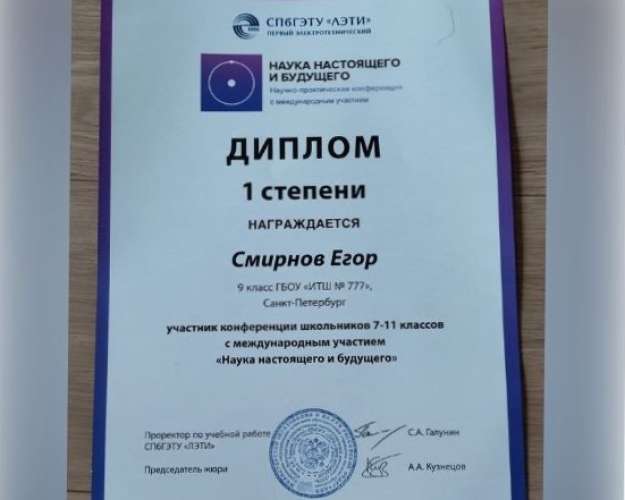 СПбГЭТУ «ЛЭТИ»
ПЕРВЫЙ ЭЛЕКТРОТЕХНИЧЕСКИЙ
НАУКА НАСТОЯЩЕГО
И БУДУЩЕГО
Научно-практическая конференция
с международным участием
ДИПЛОМ
1 степени
НАГРАЖДАЕТСЯ
Смирнов Егор
9 класс ГБОУ «ИТШ № 777»,
Санкт-Петербург
участник конференции школьников 7-11 классов
с международным участием
«Наука настоящего и будущего»
Проректор по учебной работе
СПбГЭТУ «ЛЭТИ»
С.А. Галунин
Председатель жюри
А.А. Кузнецов